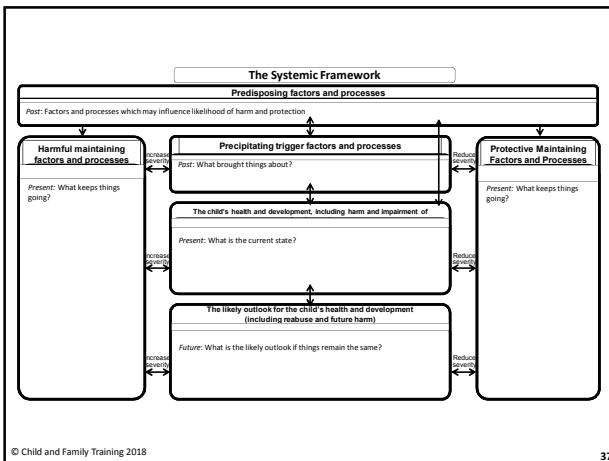 The Systemic Framework
Predisposing factors and processes
Past: Factors and processes which may influence likelihood of harm and protection
Harmful maintaining
factors and processes
Present: What keeps things
going?
Increase
severity
Precipitating trigger factors and processes
Past: What brought things about?
Reduce
severity
Protective Maintaining
Factors and Processes
Present: What keeps things
going?
The child's health and development, including harm and impairment of
Present: What is the current state?
Increase
severity
Reduce
severity
The likely outlook for the child's health and development
(including reabuse and future harm)
Future: What is the likely outlook if things remain the same?
Increase
severity
Reduce
severity
© Child and Family Training 2018